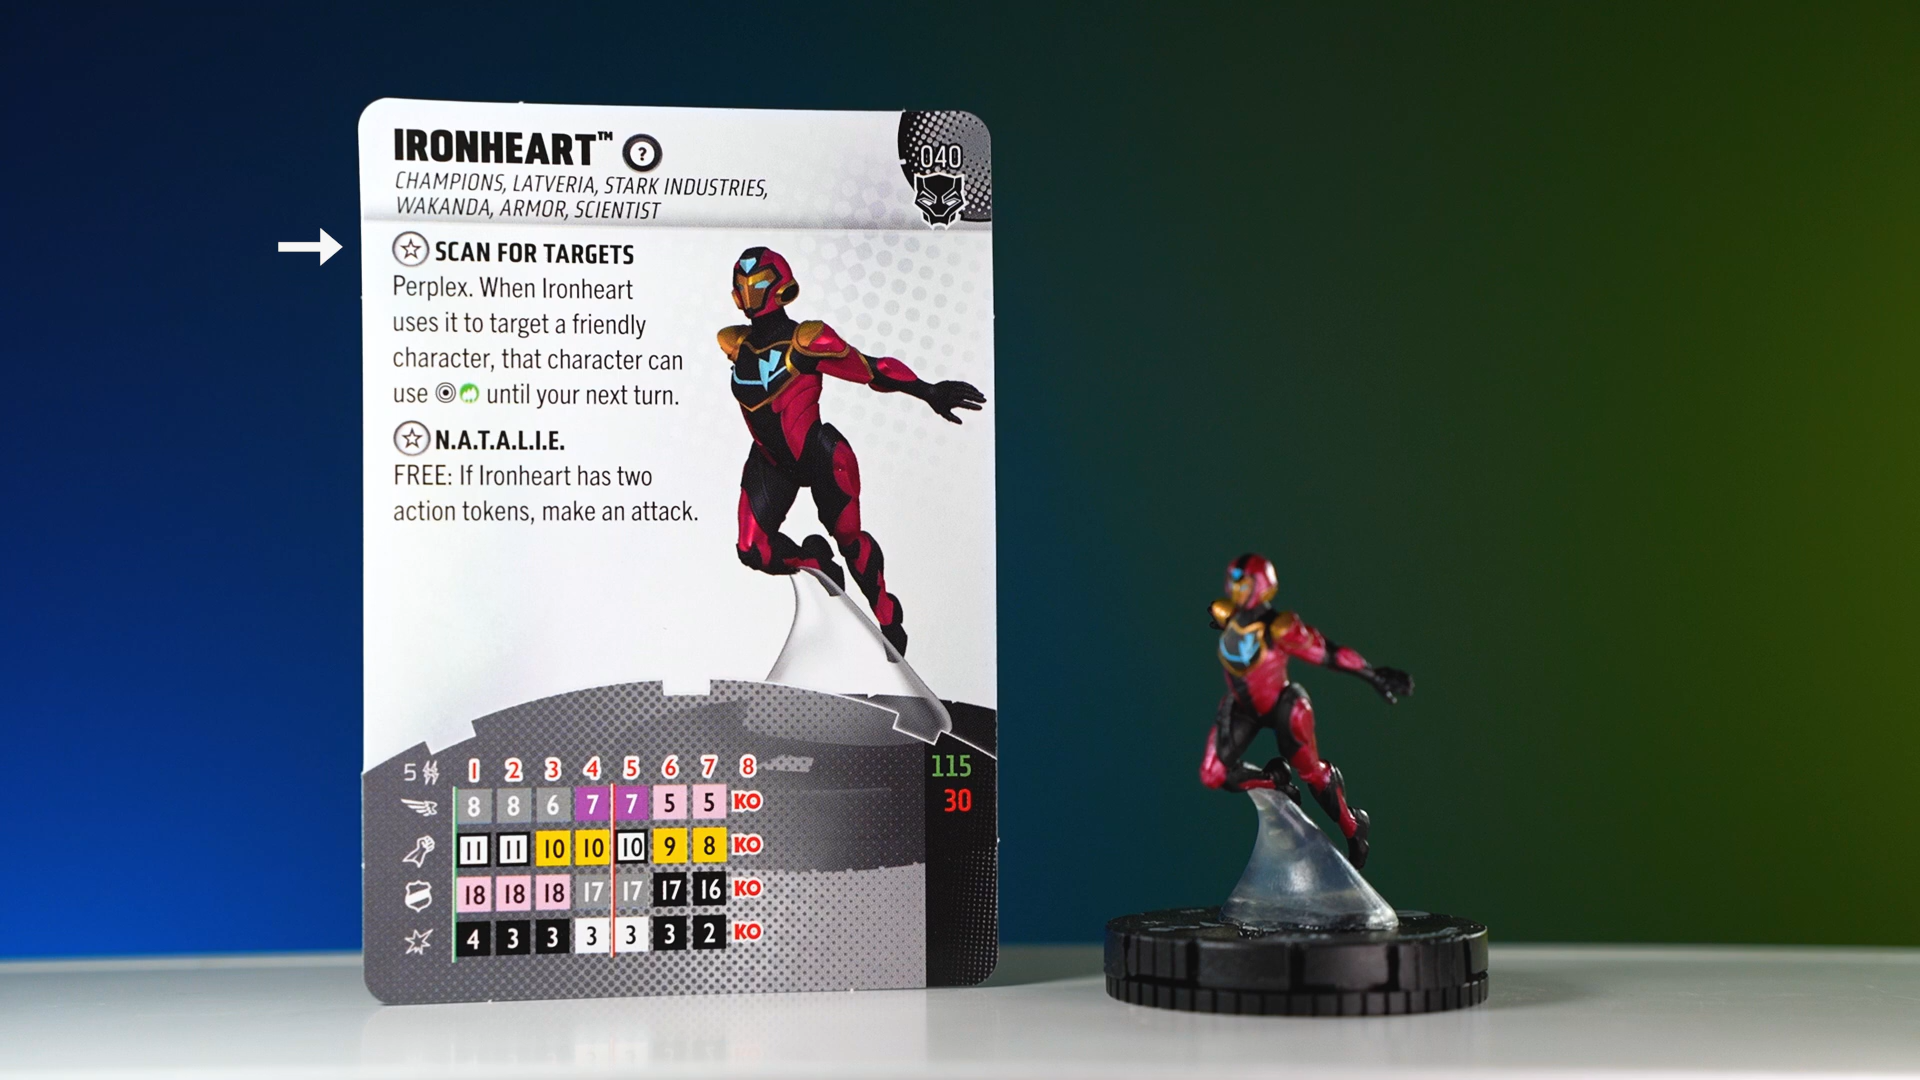 IRONHEART™ ?
040
CHAMPIONS, LATVERIA, STARK INDUSTRIES,
WAKANDA, ARMOR, SCIENTIST
SCAN FOR TARGETS
Perplex. When Ironheart
uses it to target a friendly
character, that character can
use until your next turn.
N.A.T.A.L.I.E.
FREE: If Ironheart has two
action tokens, make an attack.
5 1 2 3 4 5 6 7 8 115
8 8 6 7 7 5 5 KO 30
11 11 10 10 10 9 8 KO
18 18 18 17 17 17 16 KO
4 3 3 3 3 3 2 KO